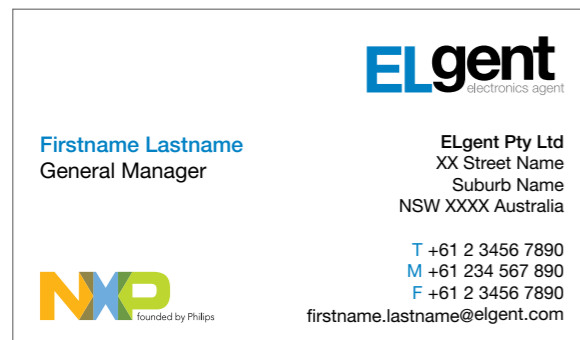 ELgent
electronics agent
Firstname Lastname
General Manager
ELgent Pty Ltd
XX Street Name
Suburb Name
NSW XXXX Australia
T +61 2 3456 7890
M +61 234 567 890
F +61 2 3456 7890
firstname.lastname@elgent.com
NXP
founded by Philips